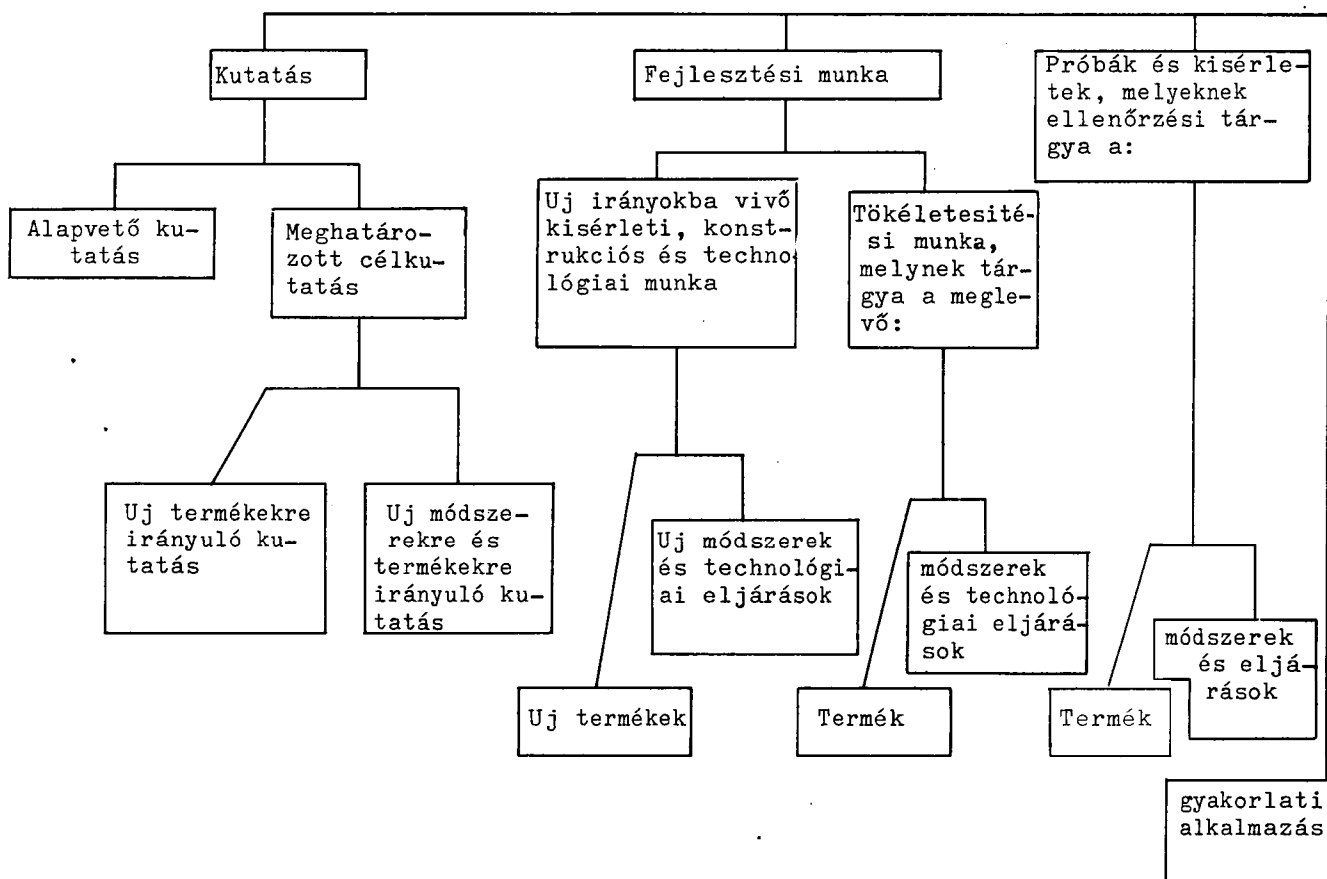 Kutatás
Fejlesztési munka
Próbák és kisérle-
tek, melyeknek
ellenőrzési tár-
gya a:
Alapvető ku-
tatás
Meghatáro-
zott célku-
tatás
Uj irányokba vivő
kisérleti, konst-
rukciós és techno-
lógiai munka
Tökéletesité-
si munka,
melynek tár-
gya a megle-
vő:
Uj termékekre
irányuló ku-
tatás
Uj módsze-
rekre és
termékekre
irányuló ku-
tatás
Uj módszerek
és technológi-
ai eljárások
módszerek
és technoló-
giai eljárá-
sok
módszerek
és eljá-
rások
Uj termékek
Termék
Termék
gyakorlati
alkalmazás